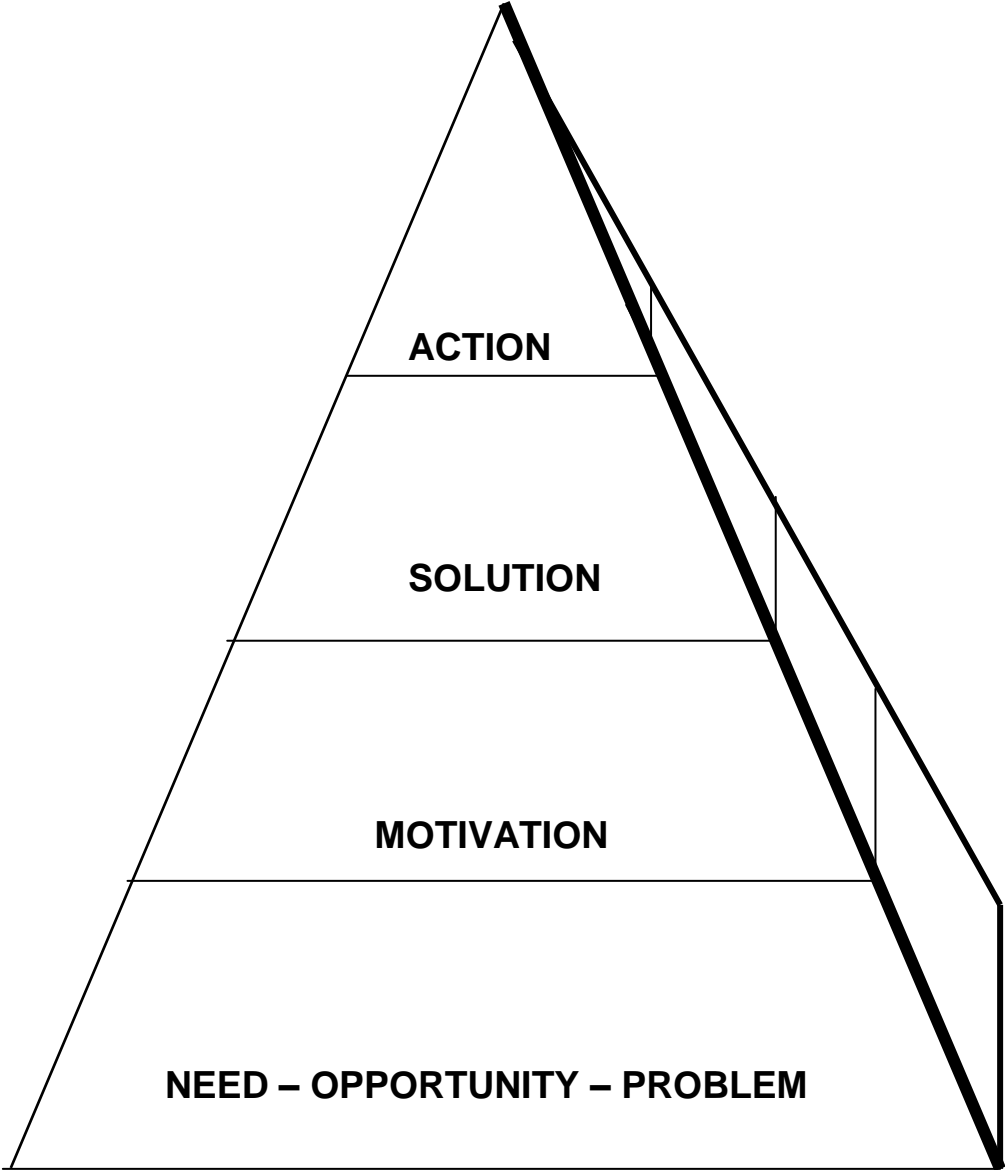 ACTION
SOLUTION
MOTIVATION
NEED – OPPORTUNITY – PROBLEM